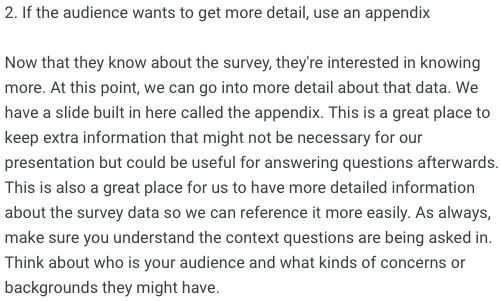 2. If the audience wants to get more detail, use an appendix
Now that they know about the survey, they're interested in knowing
more. At this point, we can go into more detail about that data. We
have a slide built in here called the appendix. This is a great place to
keep extra information that might not be necessary for our
presentation but could be useful for answering questions afterwards.
This is also a great place for us to have more detailed information
about the survey data so we can reference it more easily. As always,
make sure you understand the context questions are being asked in.
Think about who is your audience and what kinds of concerns or
backgrounds they might have.